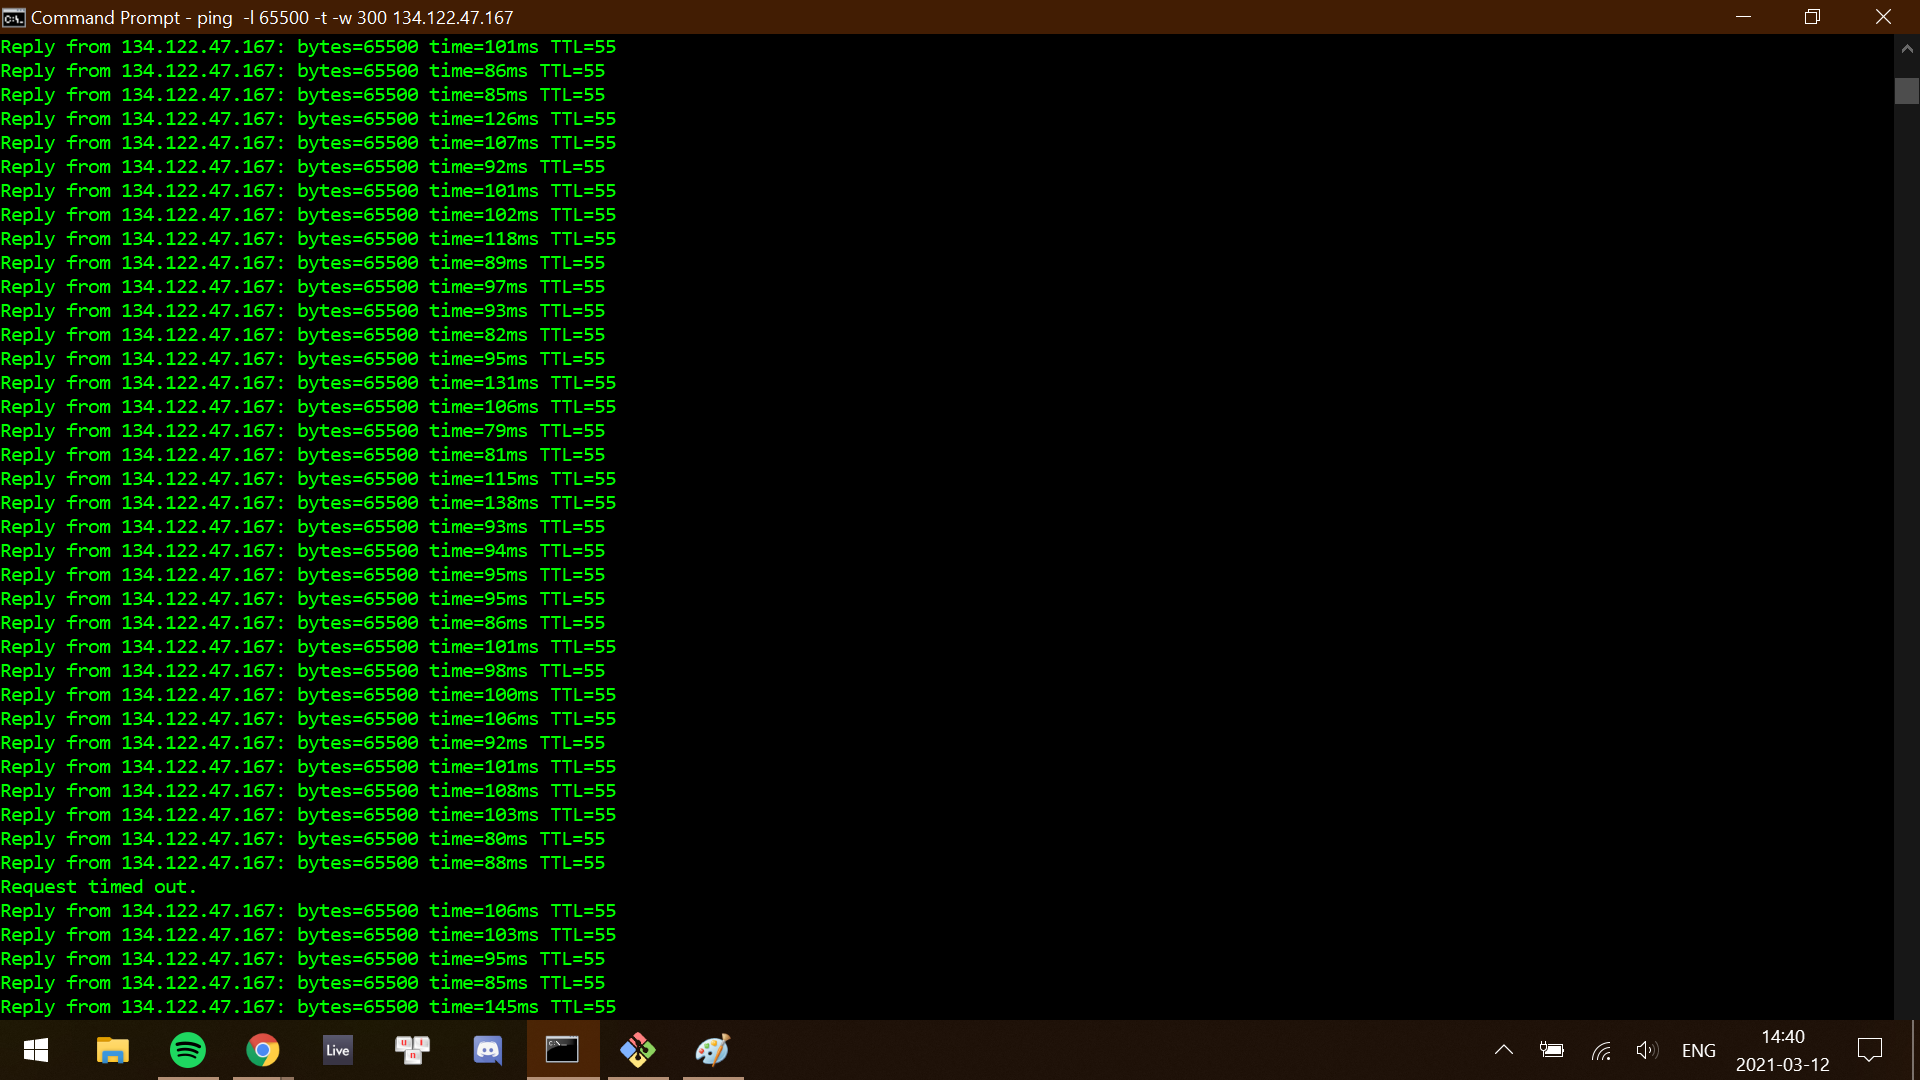 Command Prompt - ping  -l 65500 -t -w 300 134.122.47.167
Reply from 134.122.47.167: bytes=65500 time=101ms TTL=55
Reply from 134.122.47.167: bytes=65500 time=86ms TTL=55
Reply from 134.122.47.167: bytes=65500 time=85ms TTL=55
Reply from 134.122.47.167: bytes=65500 time=126ms TTL=55
Reply from 134.122.47.167: bytes=65500 time=107ms TTL=55
Reply from 134.122.47.167: bytes=65500 time=92ms TTL=55
Reply from 134.122.47.167: bytes=65500 time=101ms TTL=55
Reply from 134.122.47.167: bytes=65500 time=102ms TTL=55
Reply from 134.122.47.167: bytes=65500 time=118ms TTL=55
Reply from 134.122.47.167: bytes=65500 time=89ms TTL=55
Reply from 134.122.47.167: bytes=65500 time=97ms TTL=55
Reply from 134.122.47.167: bytes=65500 time=93ms TTL=55
Reply from 134.122.47.167: bytes=65500 time=82ms TTL=55
Reply from 134.122.47.167: bytes=65500 time=95ms TTL=55
Reply from 134.122.47.167: bytes=65500 time=131ms TTL=55
Reply from 134.122.47.167: bytes=65500 time=106ms TTL=55
Reply from 134.122.47.167: bytes=65500 time=79ms TTL=55
Reply from 134.122.47.167: bytes=65500 time=81ms TTL=55
Reply from 134.122.47.167: bytes=65500 time=115ms TTL=55
Reply from 134.122.47.167: bytes=65500 time=138ms TTL=55
Reply from 134.122.47.167: bytes=65500 time=93ms TTL=55
Reply from 134.122.47.167: bytes=65500 time=94ms TTL=55
Reply from 134.122.47.167: bytes=65500 time=95ms TTL=55
Reply from 134.122.47.167: bytes=65500 time=95ms TTL=55
Reply from 134.122.47.167: bytes=65500 time=86ms TTL=55
Reply from 134.122.47.167: bytes=65500 time=101ms TTL=55
Reply from 134.122.47.167: bytes=65500 time=98ms TTL=55
Reply from 134.122.47.167: bytes=65500 time=100ms TTL=55
Reply from 134.122.47.167: bytes=65500 time=106ms TTL=55
Reply from 134.122.47.167: bytes=65500 time=92ms TTL=55
Reply from 134.122.47.167: bytes=65500 time=101ms TTL=55
Reply from 134.122.47.167: bytes=65500 time=108ms TTL=55
Reply from 134.122.47.167: bytes=65500 time=103ms TTL=55
Reply from 134.122.47.167: bytes=65500 time=80ms TTL=55
Reply from 134.122.47.167: bytes=65500 time=88ms TTL=55
Request timed out.
Reply from 134.122.47.167: bytes=65500 time=106ms TTL=55
Reply from 134.122.47.167: bytes=65500 time=103ms TTL=55
Reply from 134.122.47.167: bytes=65500 time=95ms TTL=55
Reply from 134.122.47.167: bytes=65500 time=85ms TTL=55
Reply from 134.122.47.167: bytes=65500 time=145ms TTL=55
Live
u n i
ENG
14:40
2021-03-12